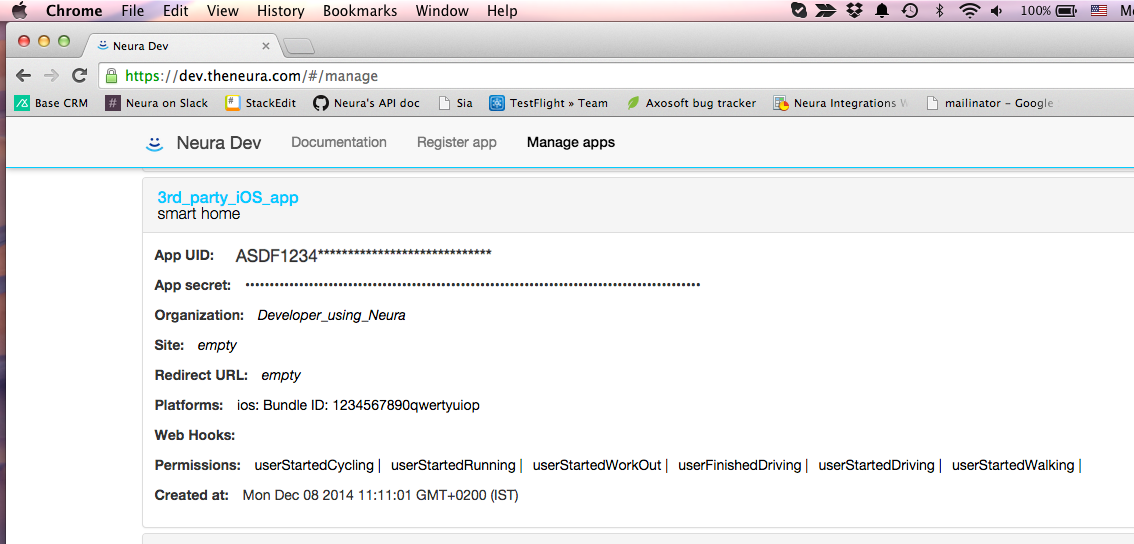 Chrome File Edit View History Bookmarks Window Help 100%
Neura Dev
https://dev.theneura.com/#/manage
Base CRM Neura on Slack StackEdit Neura's API doc Sia TestFlight » Team Axosoft bug tracker Neura Integrations mailinator – Google
Neura Dev Documentation Register app Manage apps
3rd_party_iOS_app
smart home
App UID: ASDF1234*****************************
App secret: ••••••••••••••••••••••••••••••••••••••••••••••••••••••••••••••••••••••••••••••••••••••••••••
Organization: Developer_using_Neura
Site: empty
Redirect URL: empty
Platforms: ios: Bundle ID: 1234567890qwertyuiop
Web Hooks:
Permissions: userStartedCycling | userStartedRunning | userStartedWorkOut | userFinishedDriving | userStartedDriving | userStartedWalking |
Created at: Mon Dec 08 2014 11:11:01 GMT+0200 (IST)